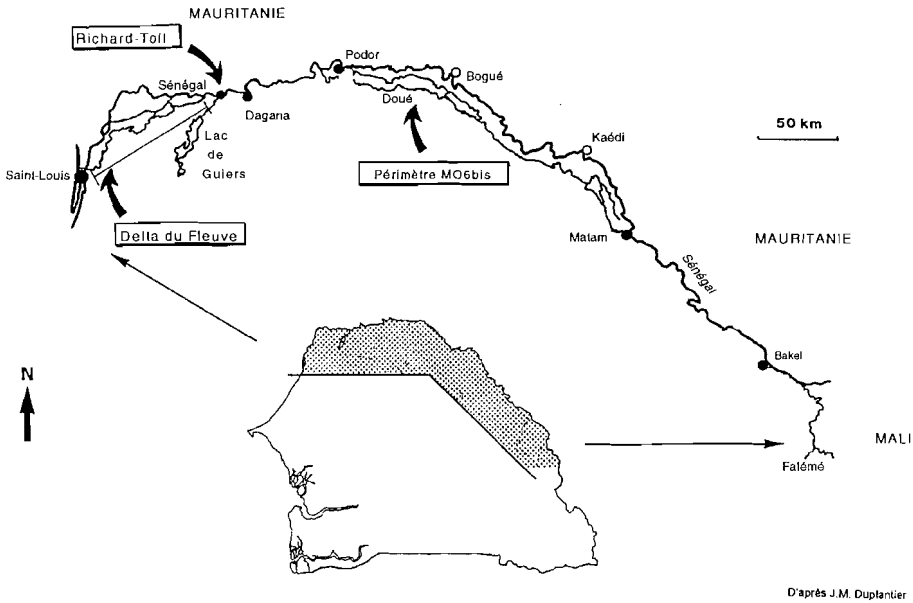 MAURITANIE
Richard-Toll
Podor
Bogué
Sénégal
Dagana
Doué
50 km
Lac
de
Guiers
Kaédi
Saint-Louis
Périmètre MO6bis
Delta du Fleuve
Matam
MAURITANIE
Sénégal
Bakel
N
MALI
Falémé
D'après J.M. Duplantier